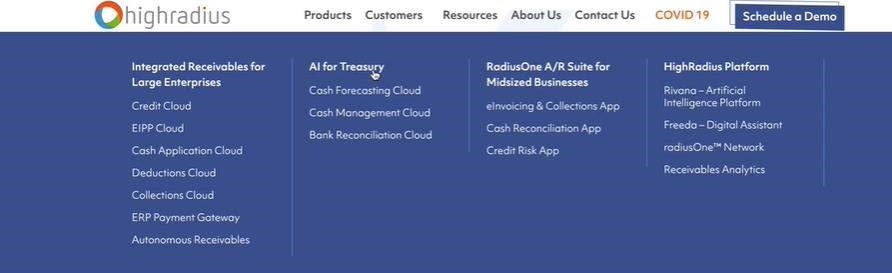 highradius
Products Customers Resources About Us Contact Us COVID 19 Schedule a Demo
Integrated Receivables for
Large Enterprises
Credit Cloud
EIPP Cloud
Cash Application Cloud
Deductions Cloud
Collections Cloud
ERP Payment Gateway
Autonomous Receivables
AI for Treasury
Cash Forecasting Cloud
Cash Management Cloud
Bank Reconciliation Cloud
RadiusOne A/R Suite for
Midsized Businesses
eInvoicing & Collections App
Cash Reconciliation App
Credit Risk App
HighRadius Platform
Rivana – Artificial
Intelligence Platform
Freeda – Digital Assistant
radiusOne™ Network
Receivables Analytics